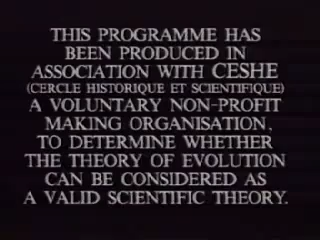 THIS PROGRAMME HAS
BEEN PRODUCED IN
ASSOCIATION WITH CESHE
(CERCLE HISTORIQUE ET SCIENTIFIQUE)
A VOLUNTARY NON-PROFIT
MAKING ORGANISATION,
TO DETERMINE WHETHER
THE THEORY OF EVOLUTION
CAN BE CONSIDERED AS
A VALID SCIENTIFIC THEORY.